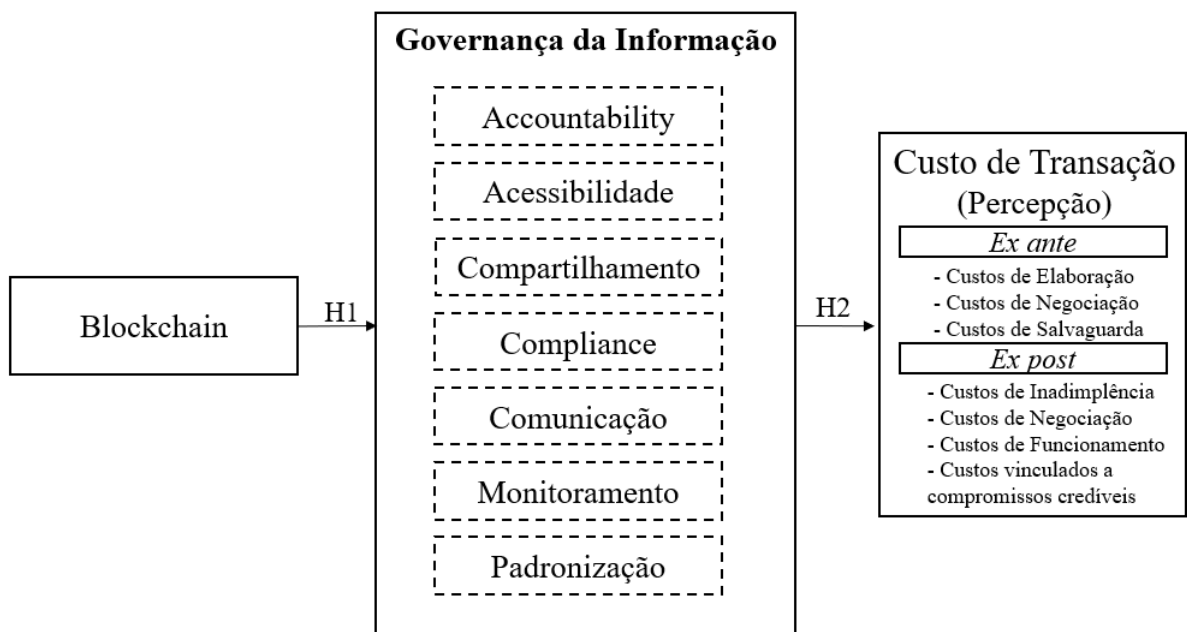 Blockchain
H1
Governança da Informação
Accountability
Acessibilidade
Compartilhamento
Compliance
Comunicação
Monitoramento
Padronização
H2
Custo de Transação
(Percepção)
Ex ante
- Custos de Elaboração
- Custos de Negociação
- Custos de Salvaguarda
Ex post
- Custos de Inadimplência
- Custos de Negociação
- Custos de Funcionamento
- Custos vinculados a
compromissos credíveis